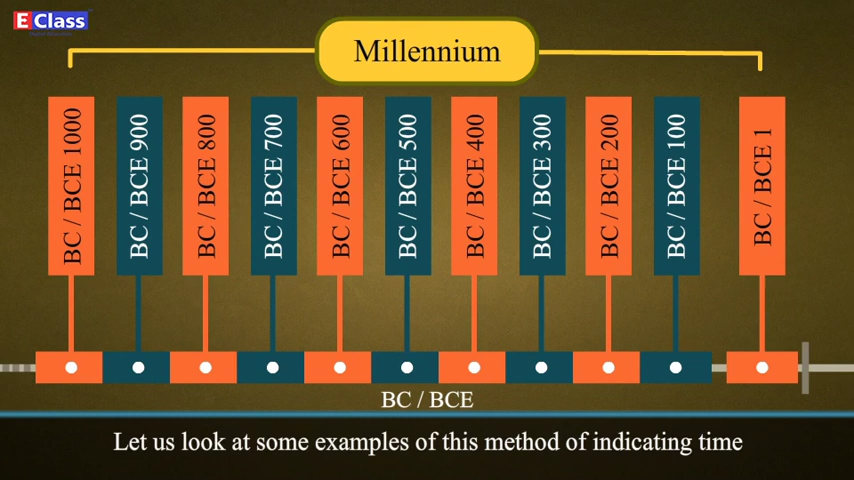 EClass
Millennium
BC / BCE 1000
BC / BCE 900
BC / BCE 800
BC / BCE 700
BC / BCE 600
BC / BCE 500
BC / BCE 400
BC / BCE 300
BC / BCE 200
BC / BCE 100
BC / BCE 1
BC / BCE
Let us look at some examples of this method of indicating time